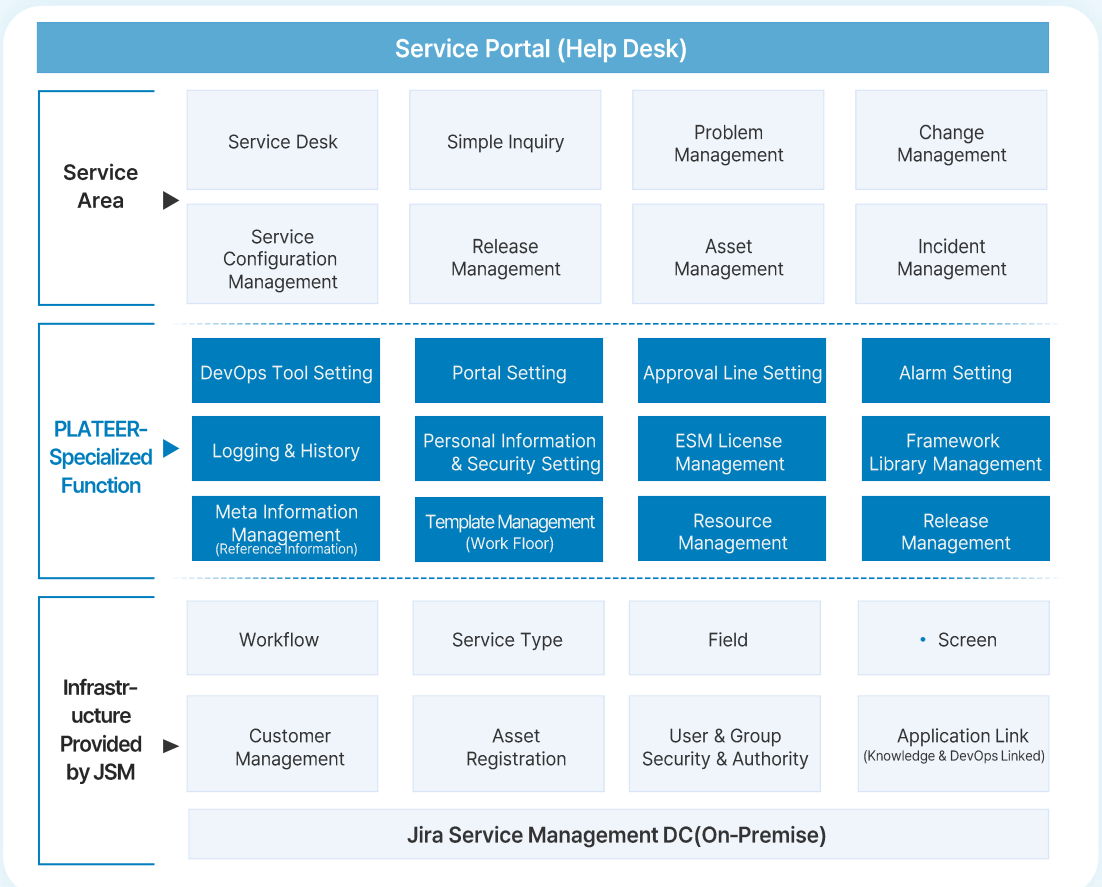 Service Portal (Help Desk)
Service
Area
Service Desk
Simple Inquiry
Problem
Management
Change
Management
Service
Configuration
Management
Release
Management
Asset
Management
Incident
Management
PLATEER-
Specialized
Function
DevOps Tool Setting
Portal Setting
Approval Line Setting
Alarm Setting
Logging & History
Personal Information
& Security Setting
ESM License
Management
Framework
Library Management
Meta Information
Management
(Reference Information)
Template Management
(Work Floor)
Resource
Management
Release
Management
Infrastr-
ucture
Provided
by JSM
Workflow
Service Type
Field
• Screen
Customer
Management
Asset
Registration
User & Group
Security & Authority
Application Link
(Knowledge & DevOps Linked)
Jira Service Management DC(On-Premise)